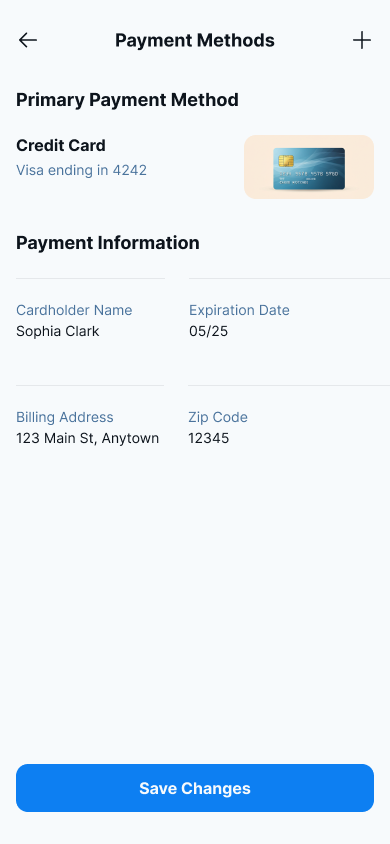 Payment Methods
Primary Payment Method
Credit Card
Visa ending in 4242
Payment Information
Cardholder Name
Sophia Clark
Expiration Date
05/25
Billing Address
123 Main St, Anytown
Zip Code
12345
Save Changes